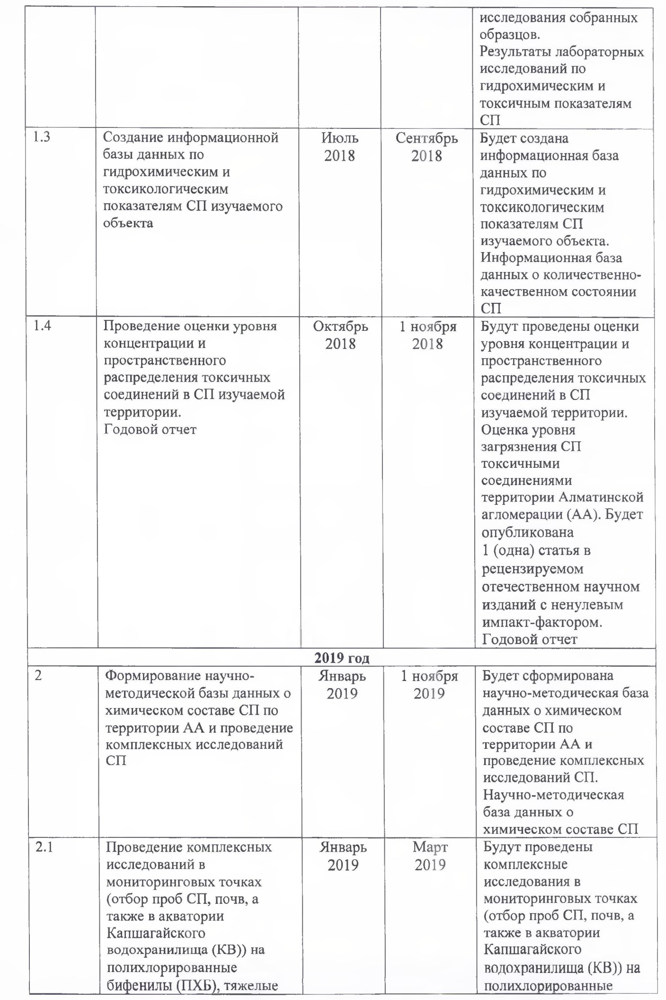 исследования собранных
образцов.
Результаты лабораторных
исследований по
гидрохимическим и
токсичным показателям
СП
1.3
Создание информационной
базы данных по
гидрохимическим и
токсикологическим
показателям СП изучаемого
объекта
Июль
2018
Сентябрь
2018
Будет создана
информационная база
данных по
гидрохимическим и
токсикологическим
показателям СП
изучаемого объекта.
Информационная база
данных о количественно-
качественном состоянии
СП
1.4
Проведение оценки уровня
концентрации и
пространственного
распределения токсичных
соединений в СП изучаемой
территории.
Годовой отчет
Октябрь
2018
1 ноября
2018
Будут проведены оценки
уровня концентрации и
пространственного
распределения токсичных
соединений в СП
изучаемой территории.
Оценка уровня
загрязнения СП
токсичными
соединениями
территории Алматинской
агломерации (АА). Будет
опубликована
1 (одна) статья в
рецензируемом
отечественном научном
изданий с ненулевым
импакт-фактором.
Годовой отчет
2019 год
2
Формирование научно-
методической базы данных о
химическом составе СП по
территории АА и проведение
комплексных исследований
СП
Январь
2019
1 ноября
2019
Будет сформирована
научно-методическая база
данных о химическом
составе СП по
территории АА и
проведение комплексных
исследований СП.
Научно-методическая
база данных о
химическом составе СП
2.1
Проведение комплексных
исследований в
мониторинговых точках
(отбор проб СП, почв, а
также в акватории
Капшагайского
водохранилища (КВ)) на
полихлорированные
бифенилы (ПХБ), тяжелые
Январь
2019
Март
2019
Будут проведены
комплексные
исследования в
мониторинговых точках
(отбор проб СП, почв, а
также в акватории
Капшагайского
водохранилища (КВ)) на
полихлорированные